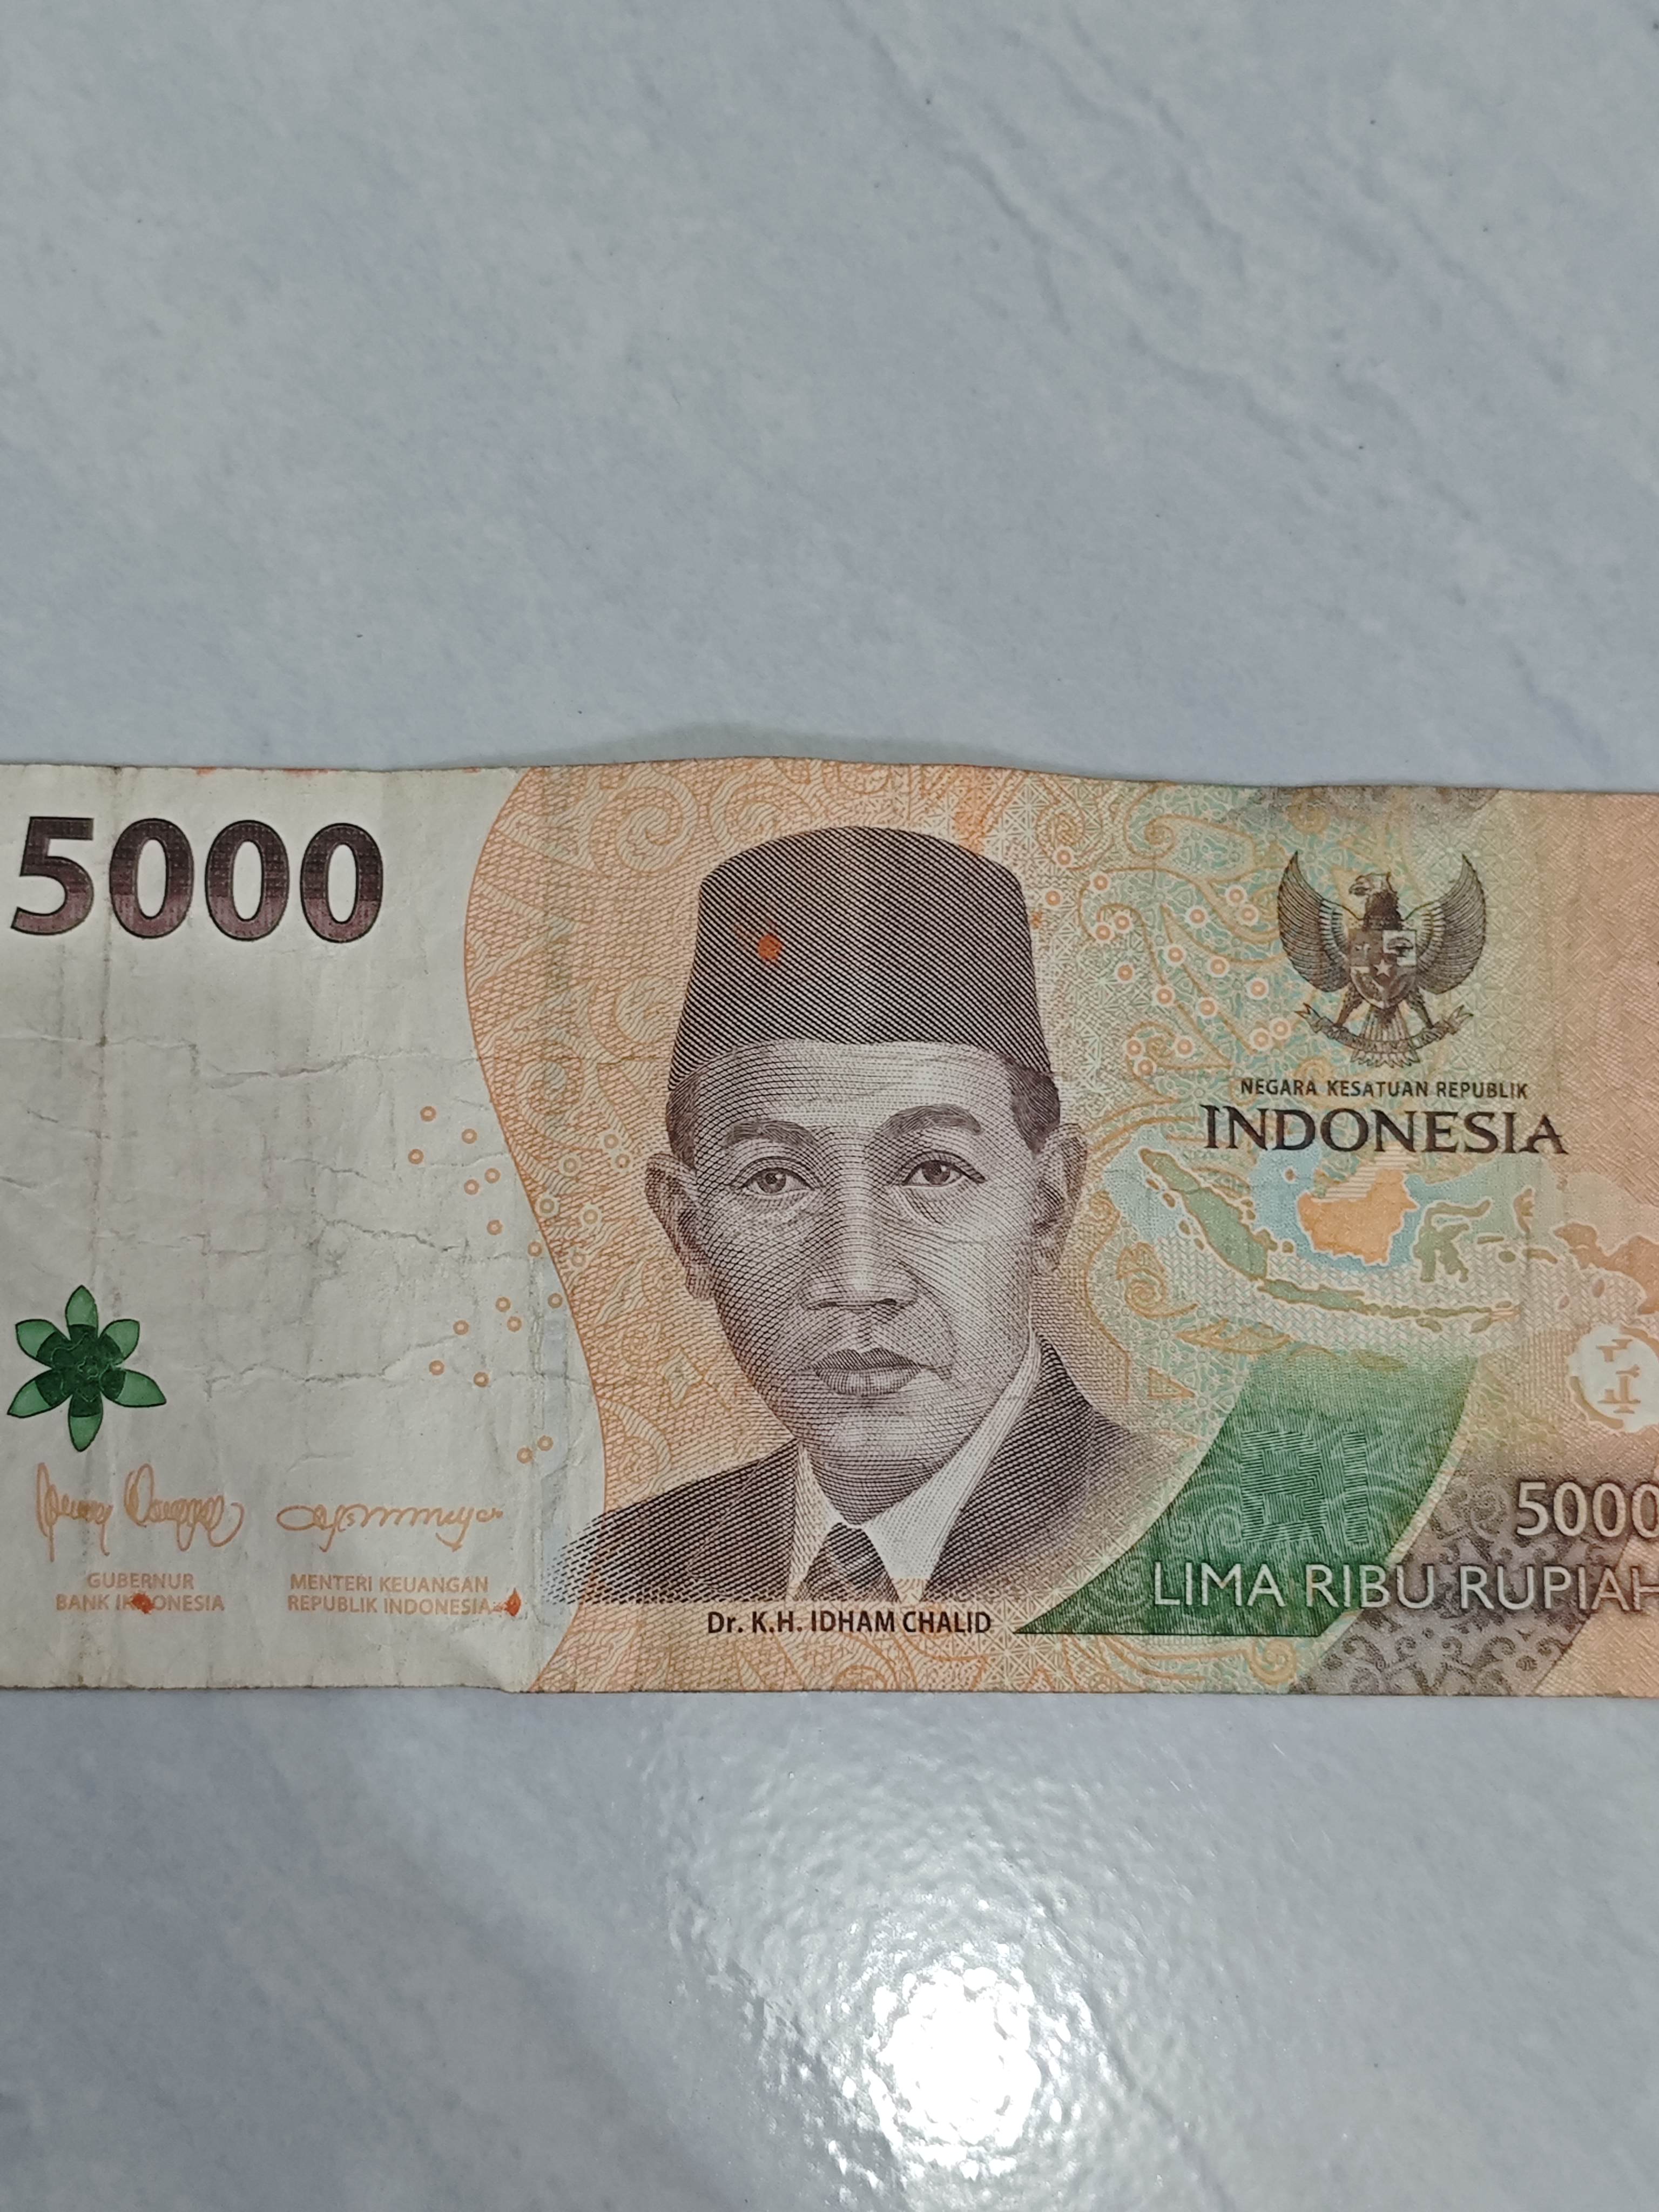 5000
NEGARA KESATUAN REPUBLIK
INDONESIA
GUBERNUR
BANK INDONESIA
MENTERI KEUANGAN
REPUBLIK INDONESIA
Dr. K.H. IDHAM CHALID
BI
5000
LIMA RIBU RUPIAH